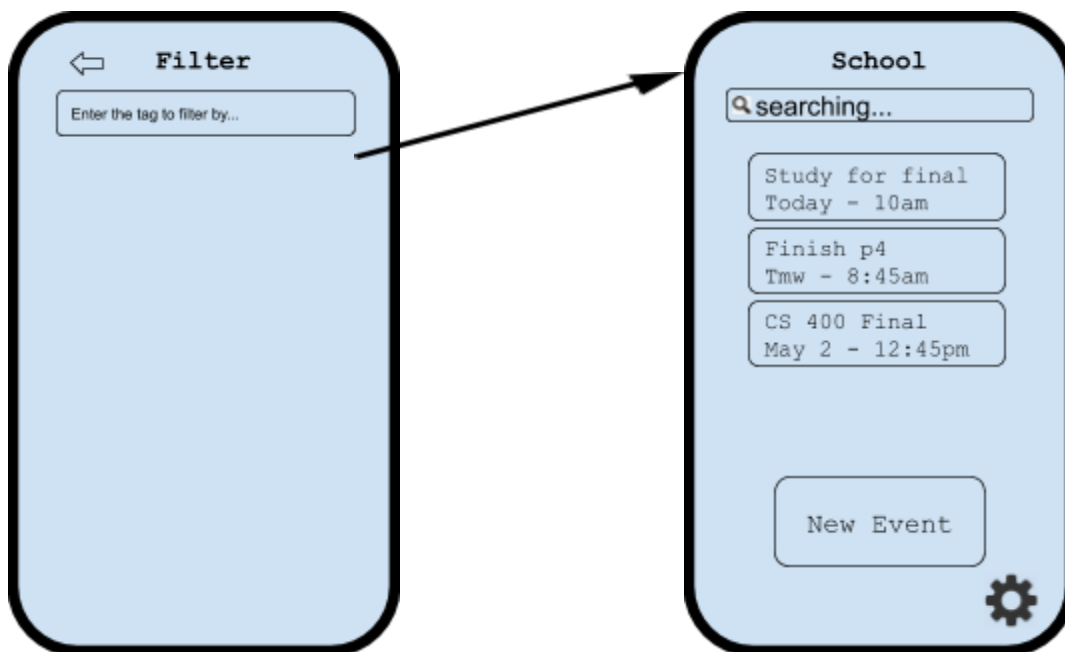 Filter
Enter the tag to filter by...
School
searching...
Study for final
Today - 10am
Finish p4
Tmw - 8:45am
CS 400 Final
May 2 - 12:45pm
New Event